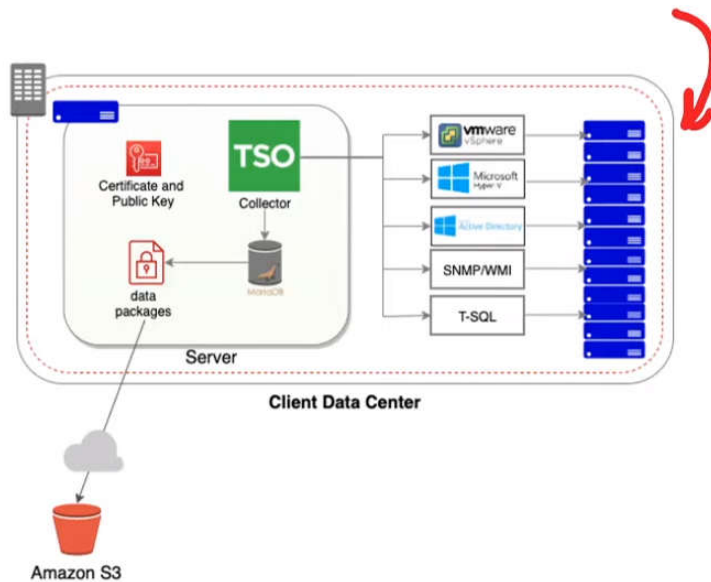 vmware
vSphere
TSO
Certificate and
Public Key
Collector
Microsoft
Hyper-V
Active Directory
MariaDB
SNMP/WMI
data
packages
T-SQL
Server
Client Data Center
Amazon S3